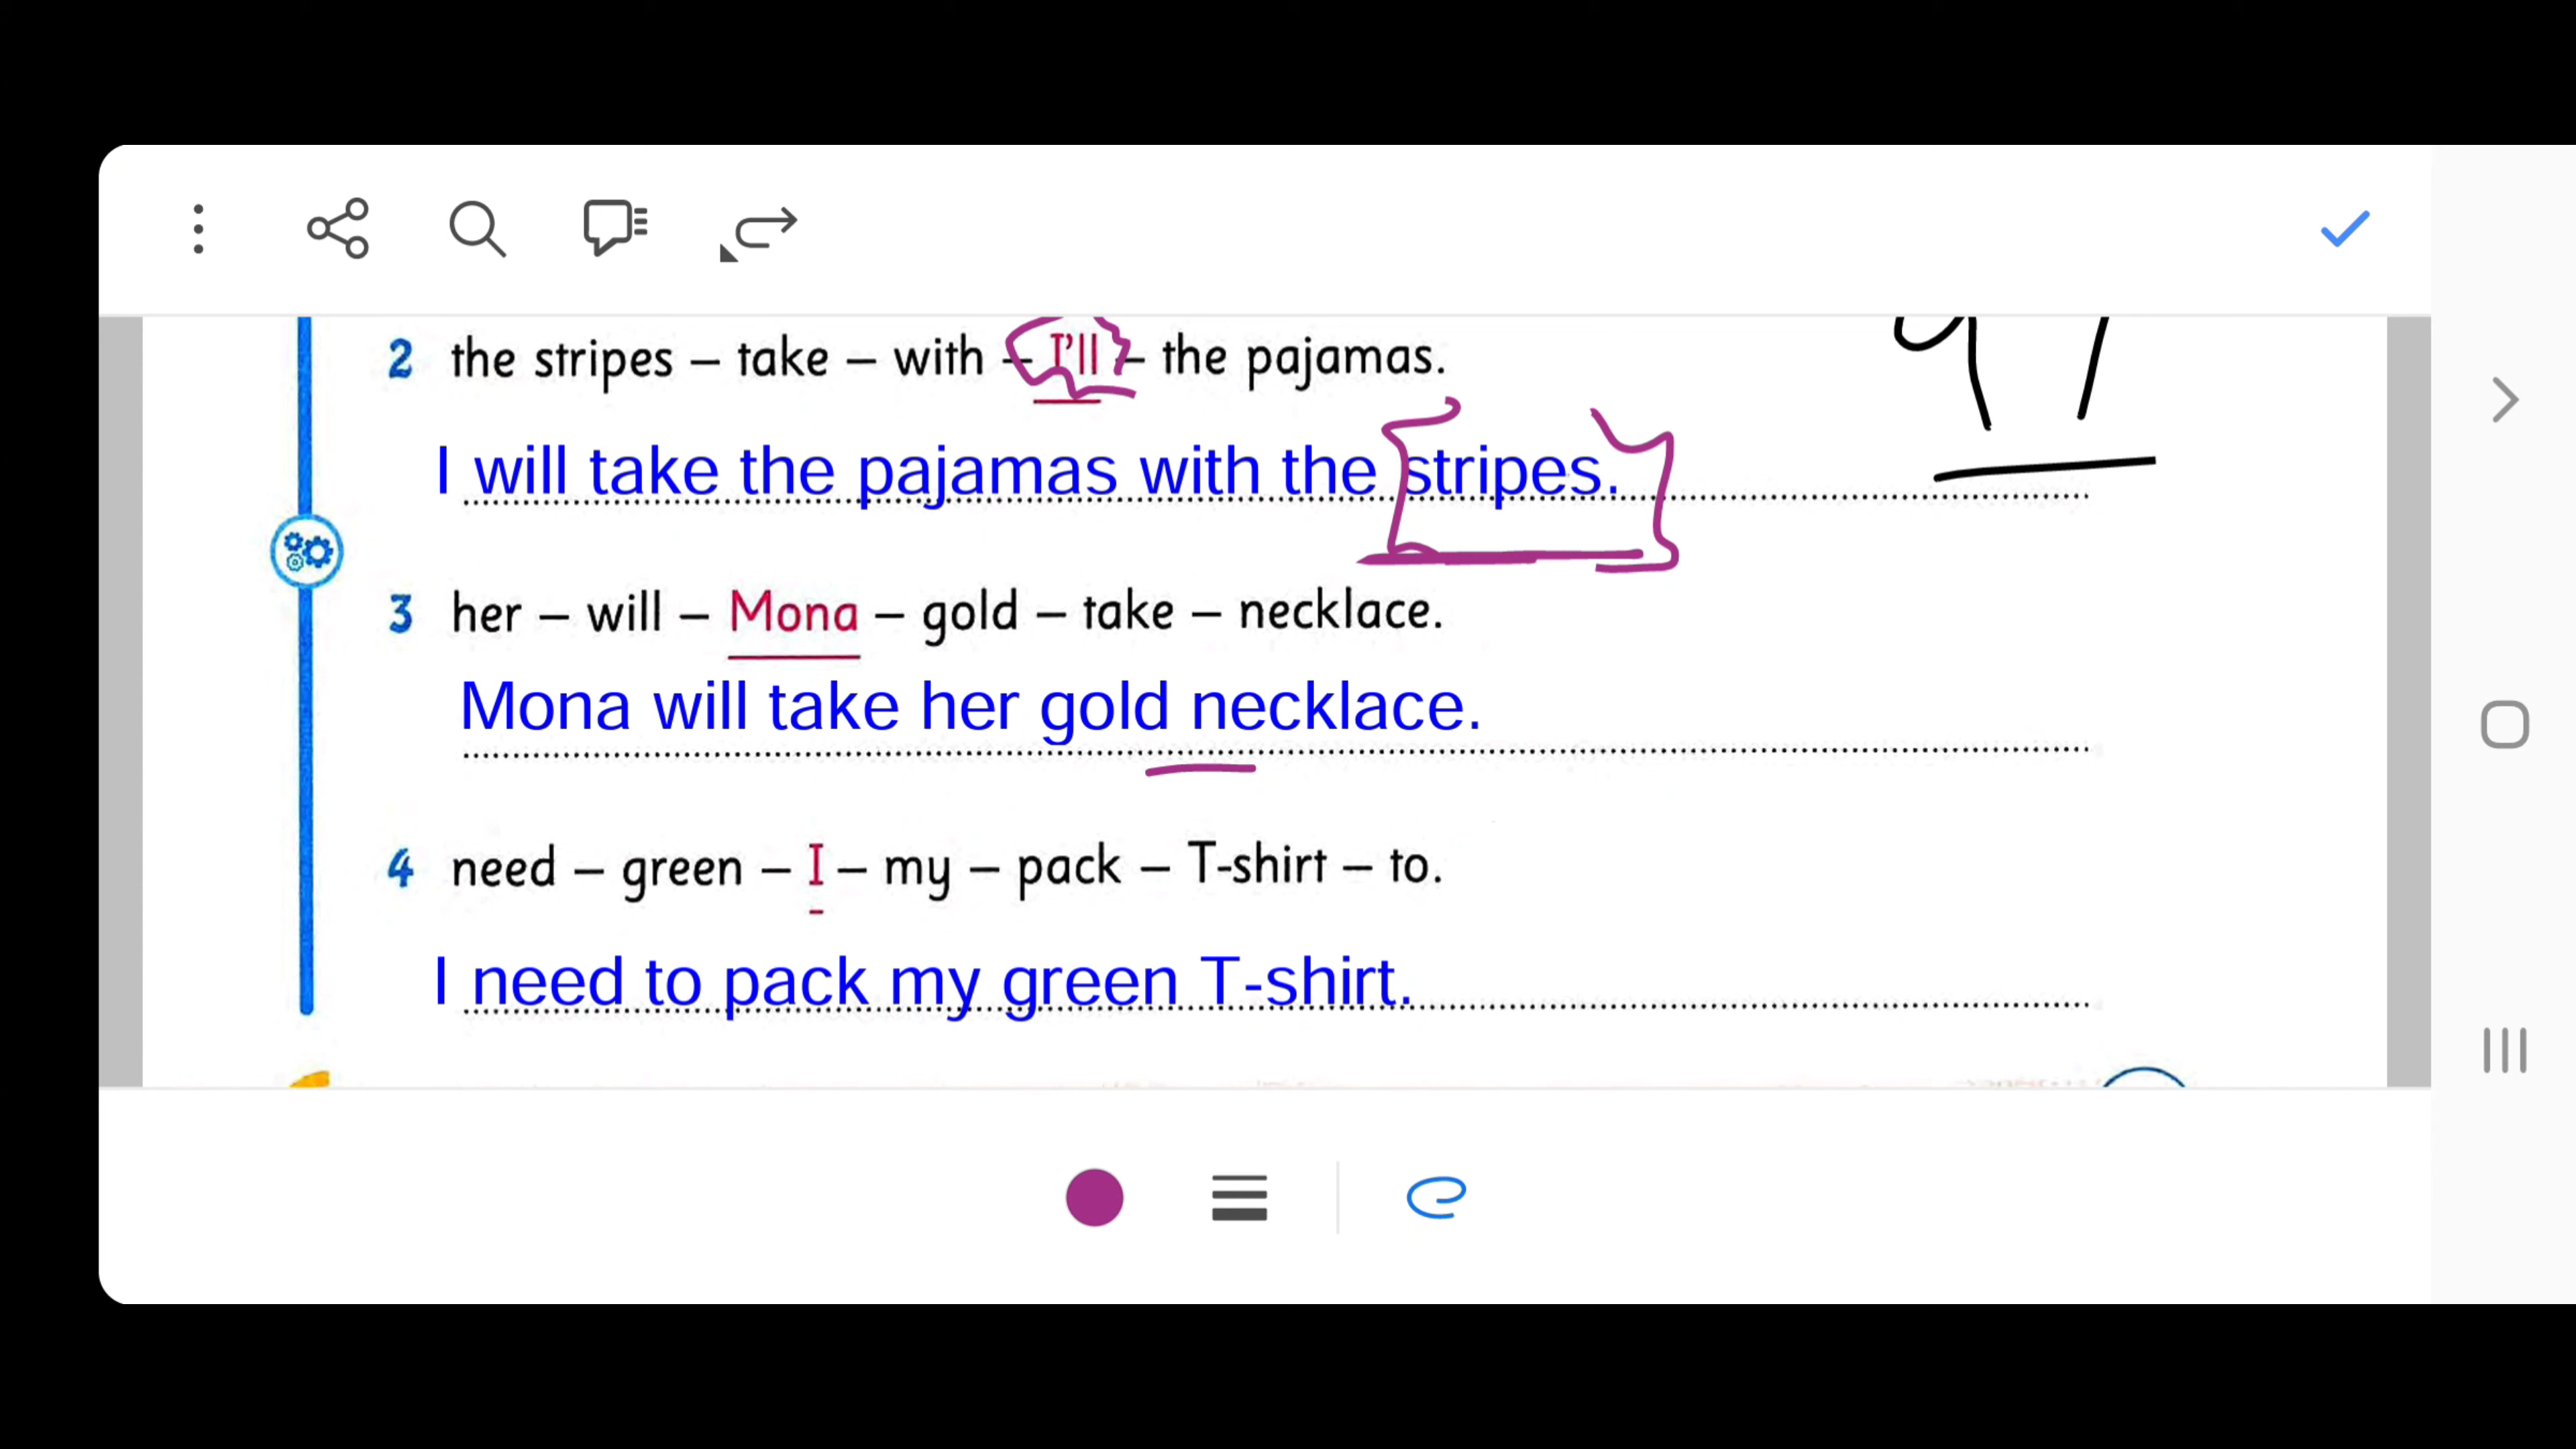 2 the stripes – take – with – I'll – the pajamas.
I will take the pajamas with the stripes.
3 her – will – Mona – gold – take – necklace.
Mona will take her gold necklace.
4 need – green – I – my – pack – T-shirt – to.
I need to pack my green T-shirt.